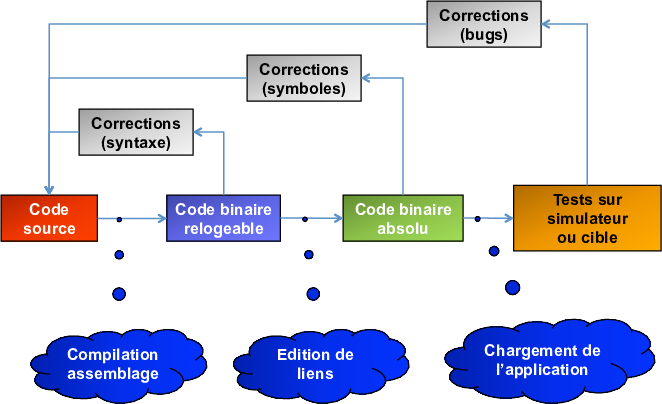 Corrections
(bugs)
Corrections
(symboles)
Corrections
(syntaxe)
Code
source
Code binaire
relogeable
Code binaire
absolu
Tests sur
simulateur
ou cible
Compilation
assemblage
Edition de
liens
Chargement de
l’application